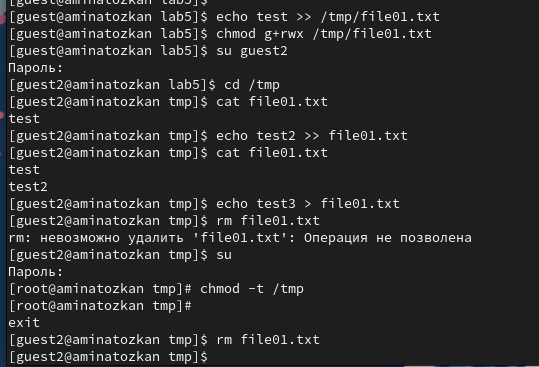 [guest@aminatozkan lab5]$
[guest@aminatozkan lab5]$ echo test >> /tmp/file01.txt
[guest@aminatozkan lab5]$ chmod g+rwx /tmp/file01.txt
[guest@aminatozkan lab5]$ su guest2
Пароль:
[guest2@aminatozkan lab5]$ cd /tmp
[guest2@aminatozkan tmp]$ cat file01.txt
test
[guest2@aminatozkan tmp]$ echo test2 >> file01.txt
[guest2@aminatozkan tmp]$ cat file01.txt
test
test2
[guest2@aminatozkan tmp]$ echo test3 > file01.txt
[guest2@aminatozkan tmp]$ rm file01.txt
rm: невозможно удалить 'file01.txt': Операция не позволена
[guest2@aminatozkan tmp]$ su
Пароль:
[root@aminatozkan tmp]# chmod -t /tmp
[root@aminatozkan tmp]#
exit
[guest2@aminatozkan tmp]$ rm file01.txt
[guest2@aminatozkan tmp]$